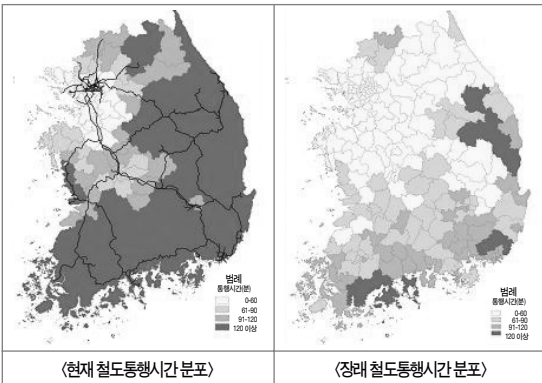 범례
통행시간(분)
0-60
61-90
91-120
120 이상
범례
통행시간(분)
0-60
61-90
91-120
120 이상
〈현재 철도통행시간 분포〉
〈장래 철도통행시간 분포〉